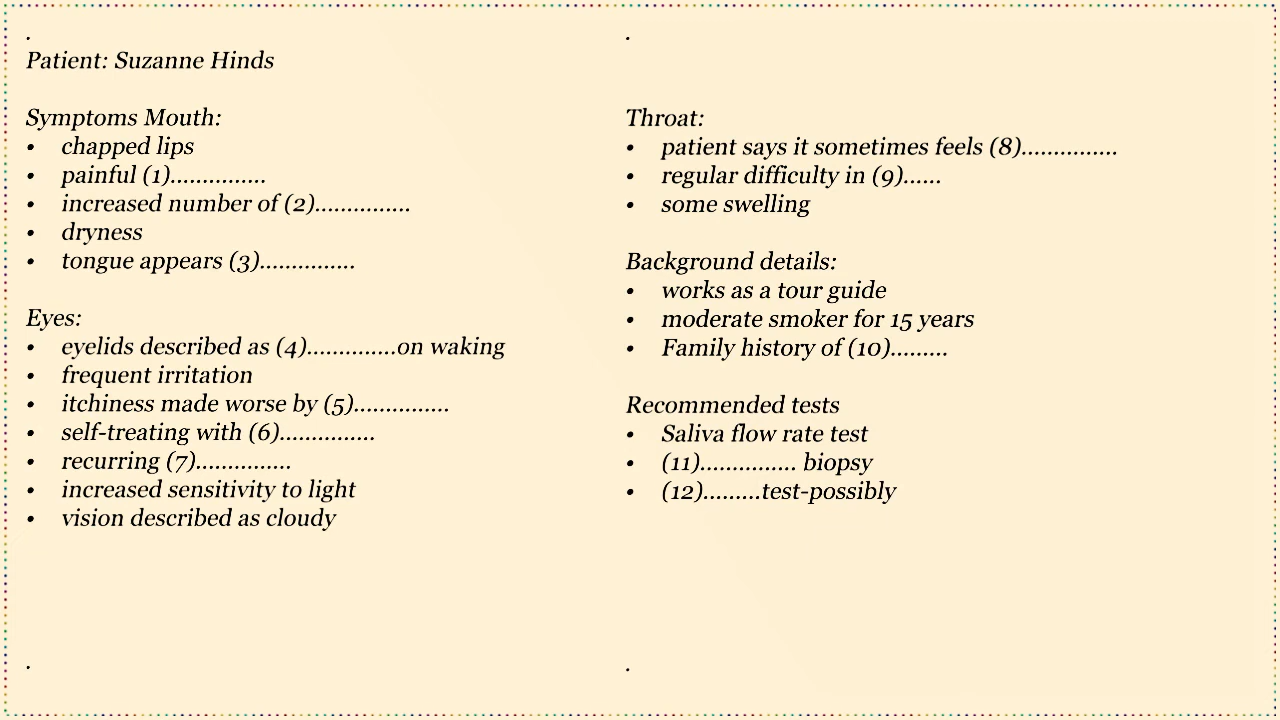 .
Patient: Suzanne Hinds
Symptoms Mouth:
• chapped lips
• painful (1)..............
• increased number of (2)...............
• dryness
• tongue appears (3)...............
Eyes:
• eyelids described as (4)..............on waking
• frequent irritation
• itchiness made worse by (5)...............
• self-treating with (6)...............
• recurring (7)...............
• increased sensitivity to light
• vision described as cloudy
.
.
Throat:
• patient says it sometimes feels (8)...............
• regular difficulty in (9)......
• some swelling
Background details:
• works as a tour guide
• moderate smoker for 15 years
• Family history of (10).........
Recommended tests
• Saliva flow rate test
• (11)............... biopsy
• (12).........test-possibly
.